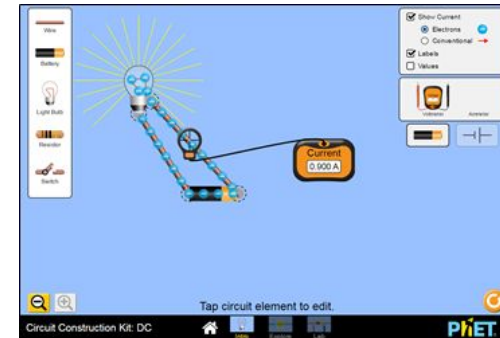 Wire
Battery
Light Bulb
Resistor
Switch
Show Current
Electrons
Conventional
Labels
Values
Voltmeter
Ammeter
Current
0.900 A
Tap circuit element to edit.
Circuit Construction Kit: DC
Intro
Explore
Lab
PhET